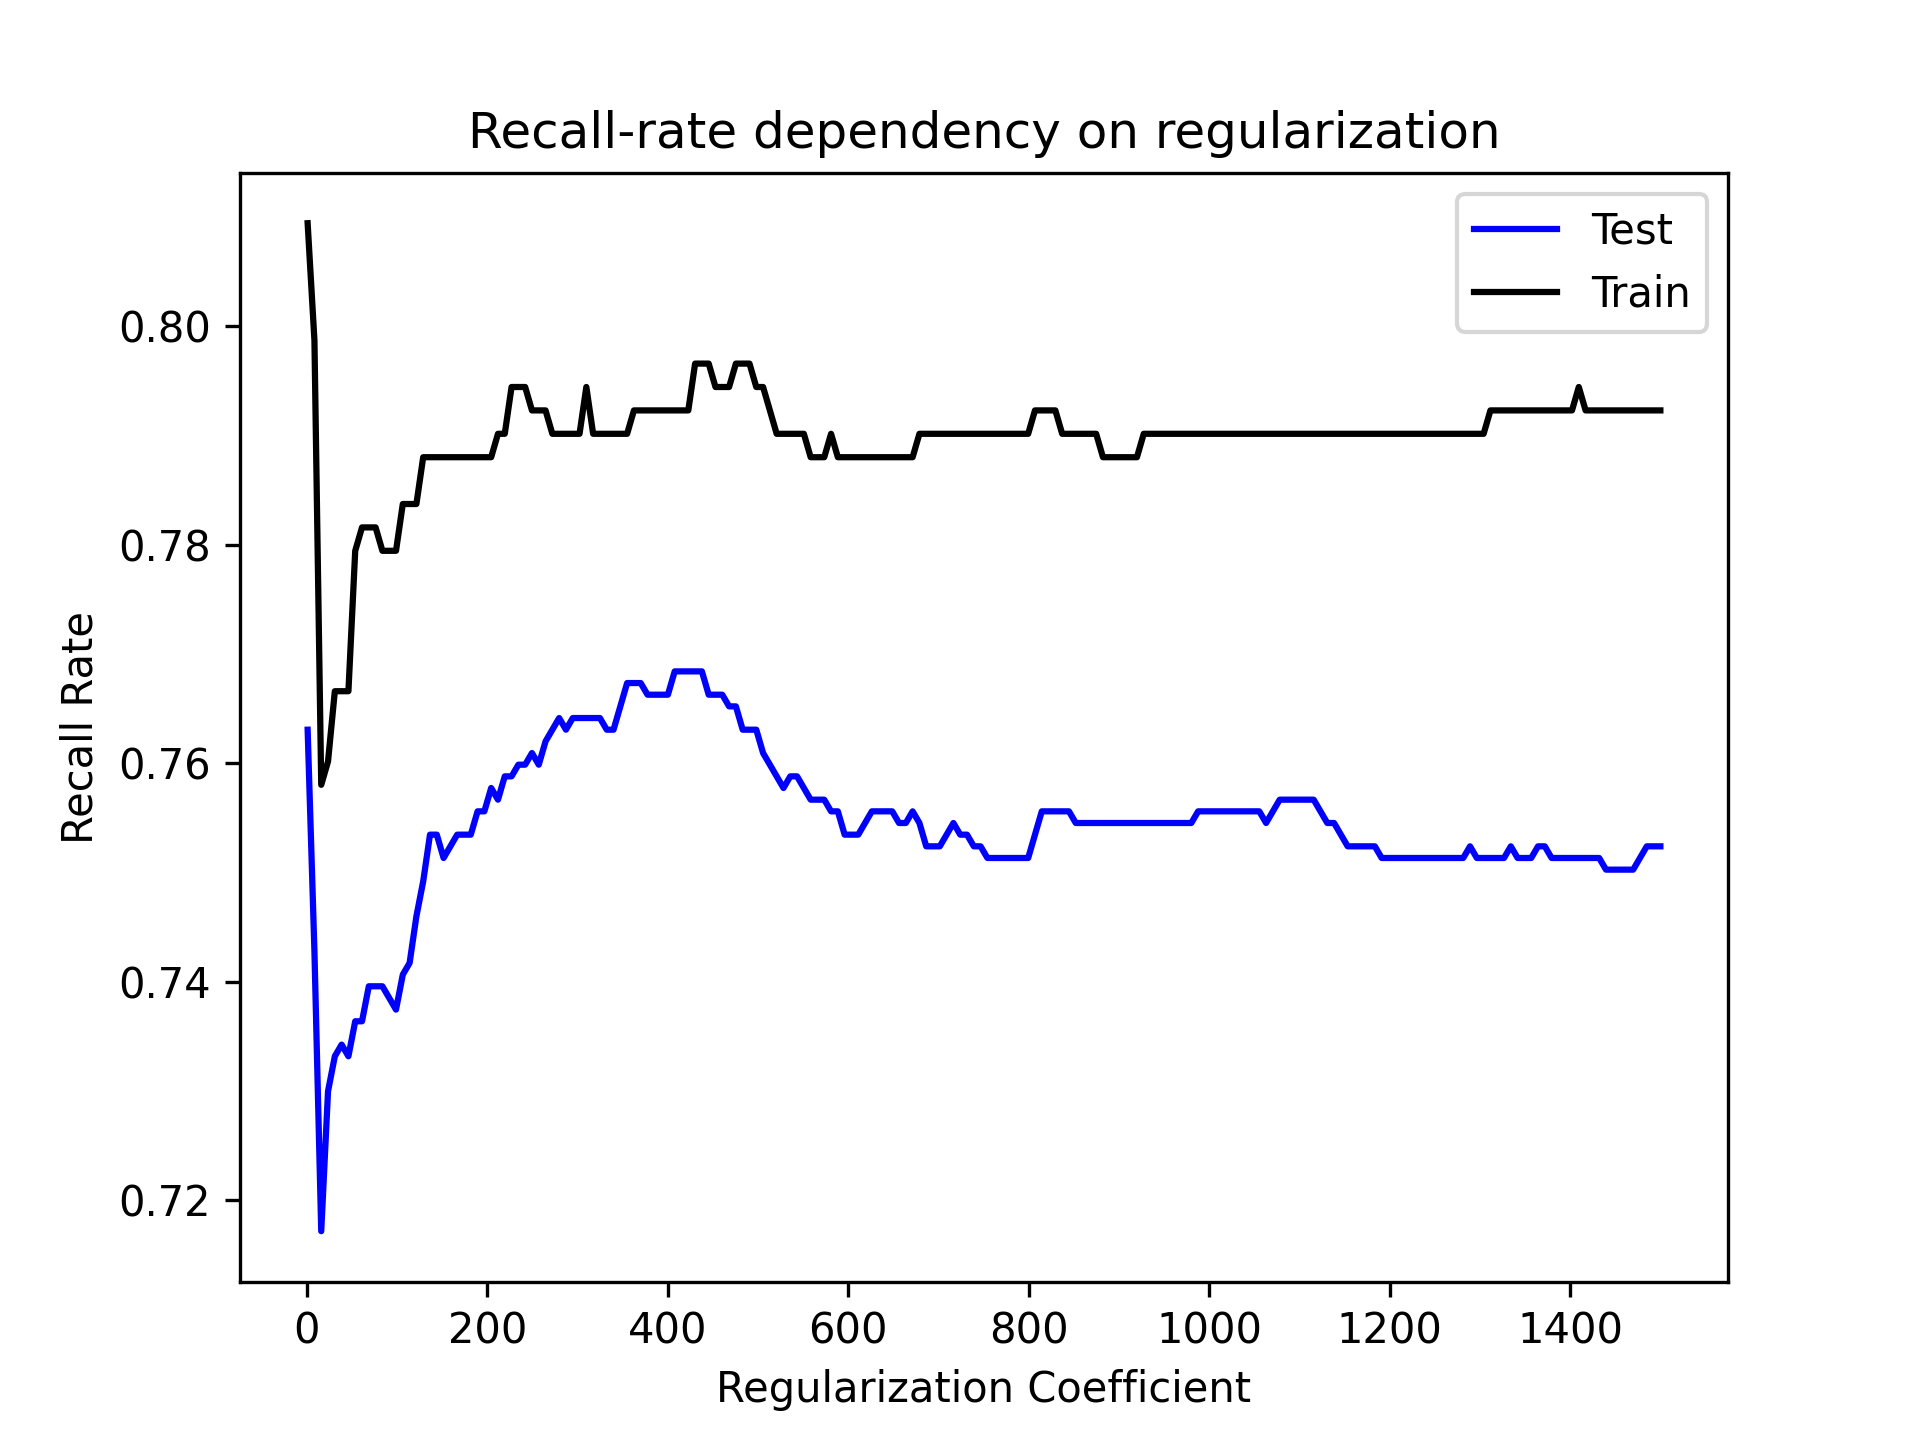 Recall-rate dependency on regularization
Test
Train
0.80
0.78
0.76
0.74
0.72
Recall Rate
0
200
400
600
800
1000
1200
1400
Regularization Coefficient